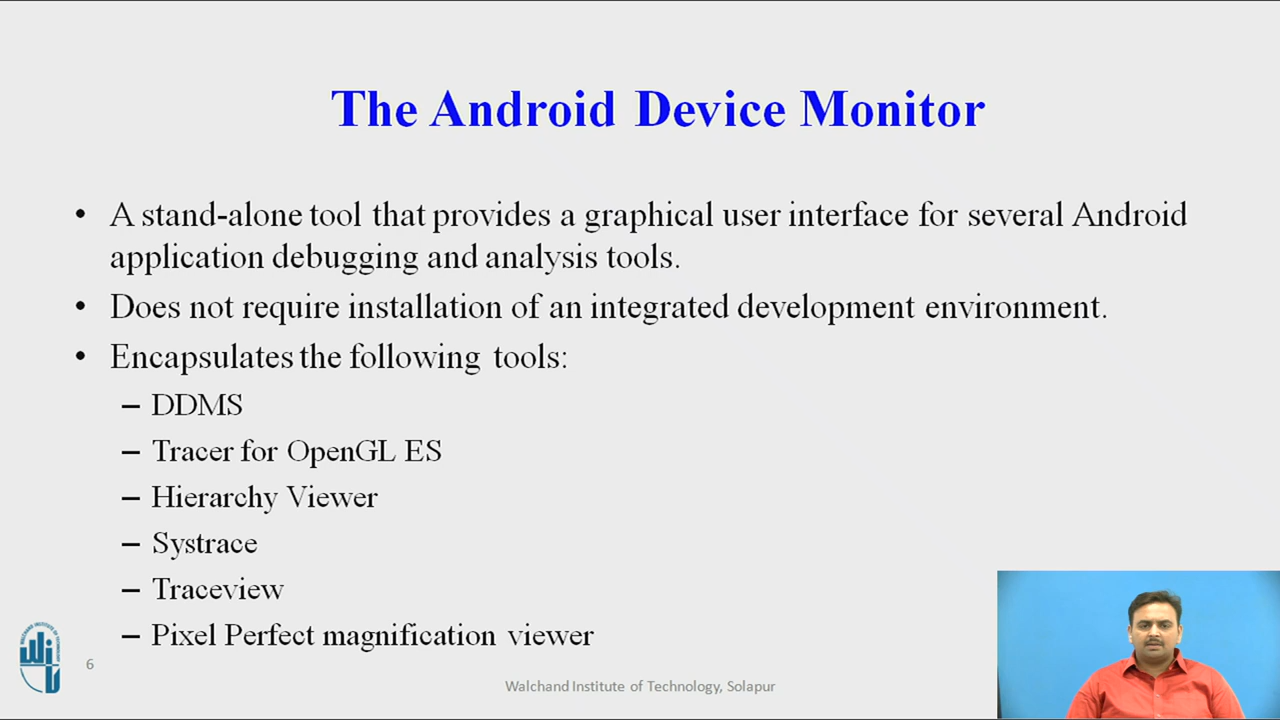 The Android Device Monitor
• A stand-alone tool that provides a graphical user interface for several Android
application debugging and analysis tools.
• Does not require installation of an integrated development environment.
• Encapsulates the following tools:
– DDMS
– Tracer for OpenGL ES
– Hierarchy Viewer
– Systrace
– Traceview
– Pixel Perfect magnification viewer
6
Walchand Institute of Technology, Solapur